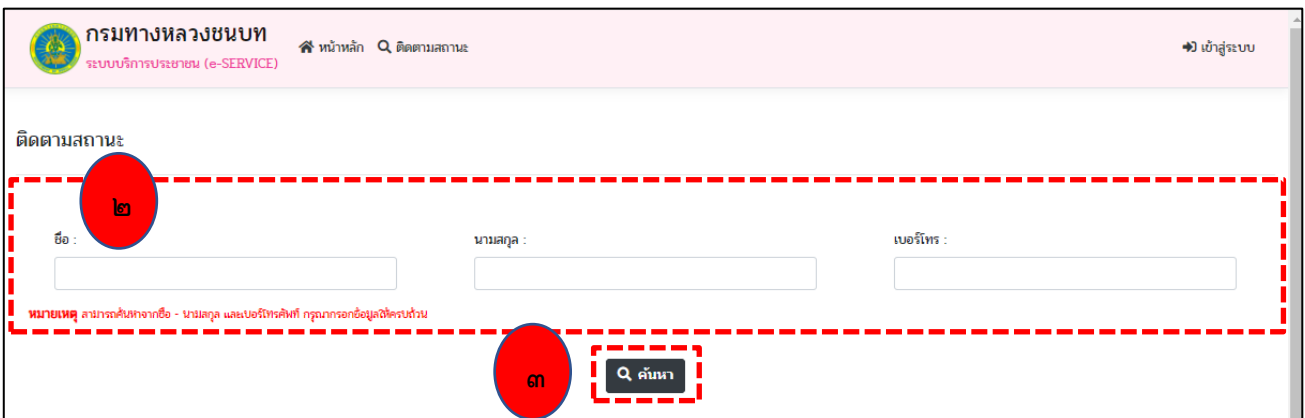 กรมทางหลวงชนบท
ระบบบริการประชาชน (e-SERVICE)
หน้าหลัก ติดตามสถานะ
เข้าสู่ระบบ
ติดตามสถานะ
๒
ชื่อ : นามสกุล : เบอร์โทร :
หมายเหตุ สามารถค้นหาจากชื่อ - นามสกุล และเบอร์โทรศัพท์ กรุณากรอกข้อมูลให้ครบถ้วน
๓
ค้นหา